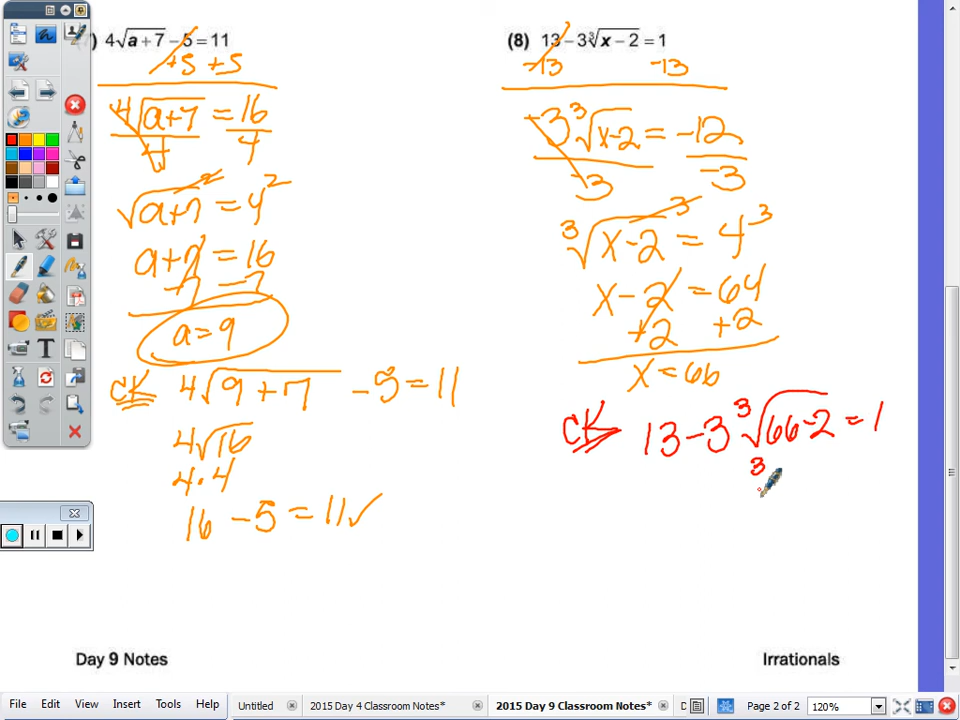 ) 4√a+7 − 5 = 11
+5 +5
4√a+7 = 16
4 4
√a+7² = 4²
a+7 = 16
-7 = 7
a = 9
CK 4√9+7 - 5 = 11
4√16
4·4
16 - 5 = 11✓
(8) 13 − 3∛x − 2 = 1
-13 -13
-3 ∛x-2 = -12
-3 -3
∛x-2³ = 4³
x - 2 = 64
+2 +2
x = 66
CK 13 - 3 ∛66-2 = 1
3
Day 9 Notes
Irrationals
File Edit View Insert Format Tools Help
Untitled
2015 Day 4 Classroom Notes*
2015 Day 9 Classroom Notes*
D
Page 2 of 2
120%